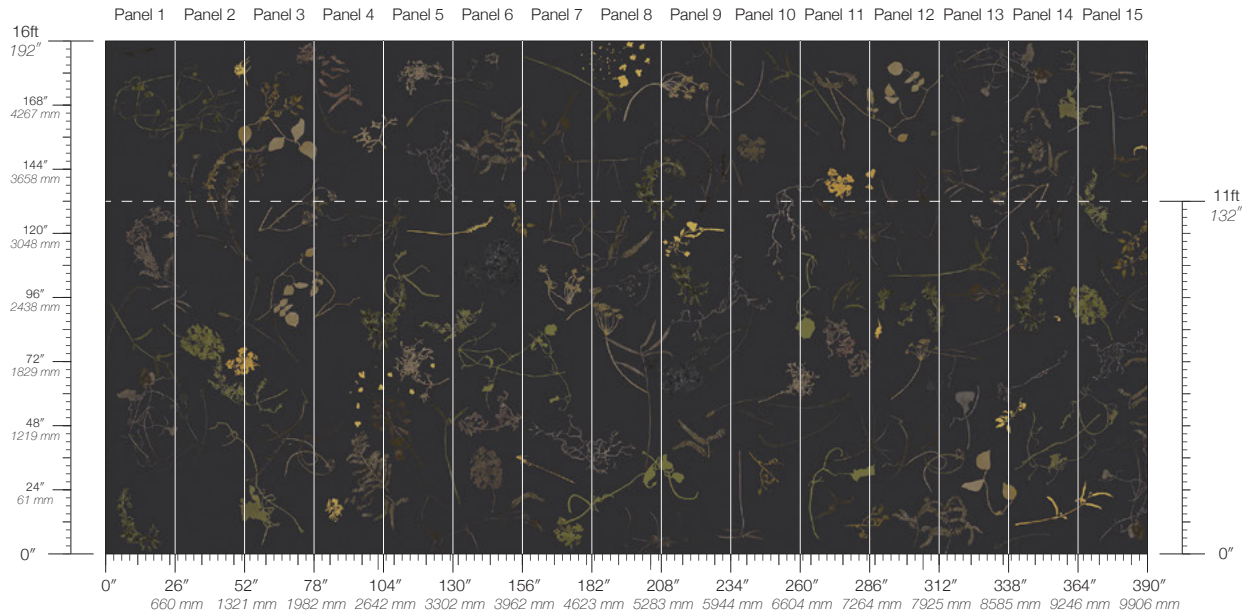 Panel 1 Panel 2 Panel 3 Panel 4 Panel 5 Panel 6 Panel 7 Panel 8 Panel 9 Panel 10 Panel 11 Panel 12 Panel 13 Panel 14 Panel 15
16ft
192"
168"
4267 mm
144"
3658 mm
120"
3048 mm
96"
2438 mm
72"
1829 mm
48"
1219 mm
24"
61 mm
0"
11ft
132"
0"
0" 26" 52" 78" 104" 130" 156" 182" 208" 234" 260" 286" 312" 338" 364" 390"
660 mm 1321 mm 1982 mm 2642 mm 3302 mm 3962 mm 4623 mm 5283 mm 5944 mm 6604 mm 7264 mm 7925 mm 8585 mm 9246 mm 9906 mm